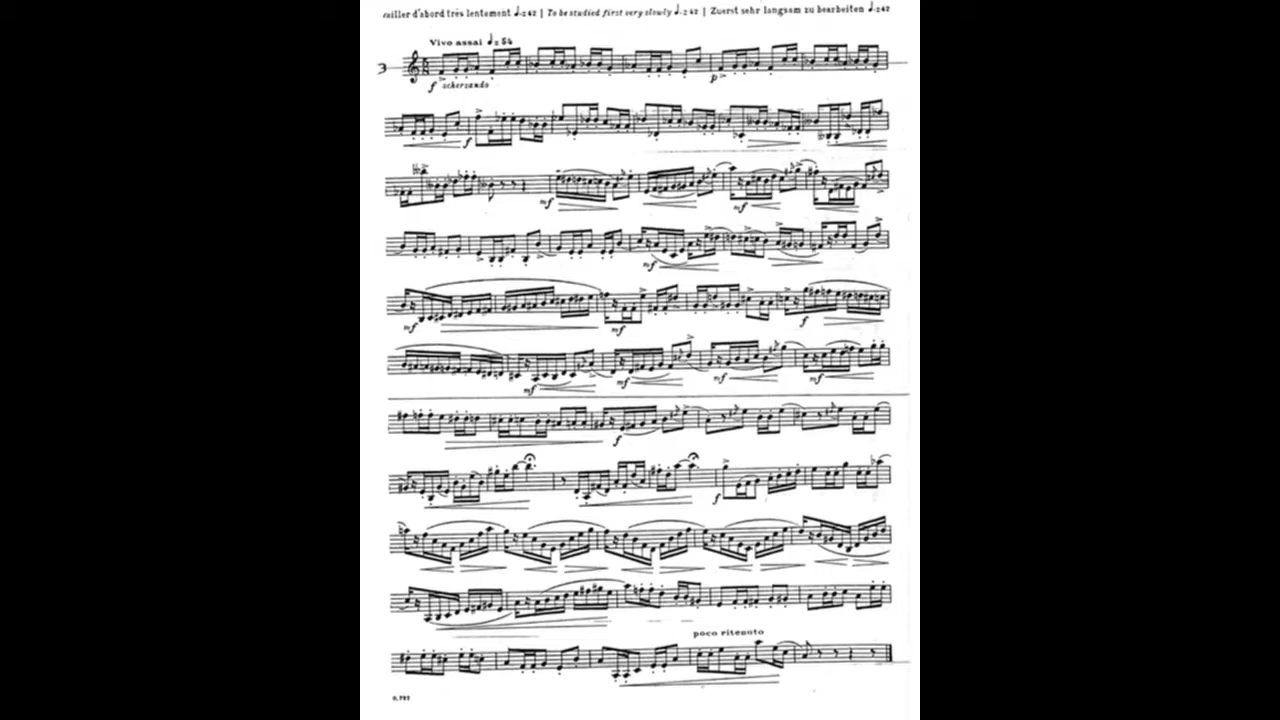 vailler d'abord très lentement ♩.=42 | To be studied first very slowly ♩.=42 | Zuerst sehr langsam zu bearbeiten ♩.=42
Vivo assai ♩.=54
3
f scherzando
p
f
mf
mf
mf
mf
mf
f
mf
mf
mf
mf
f
f
poco ritenuto